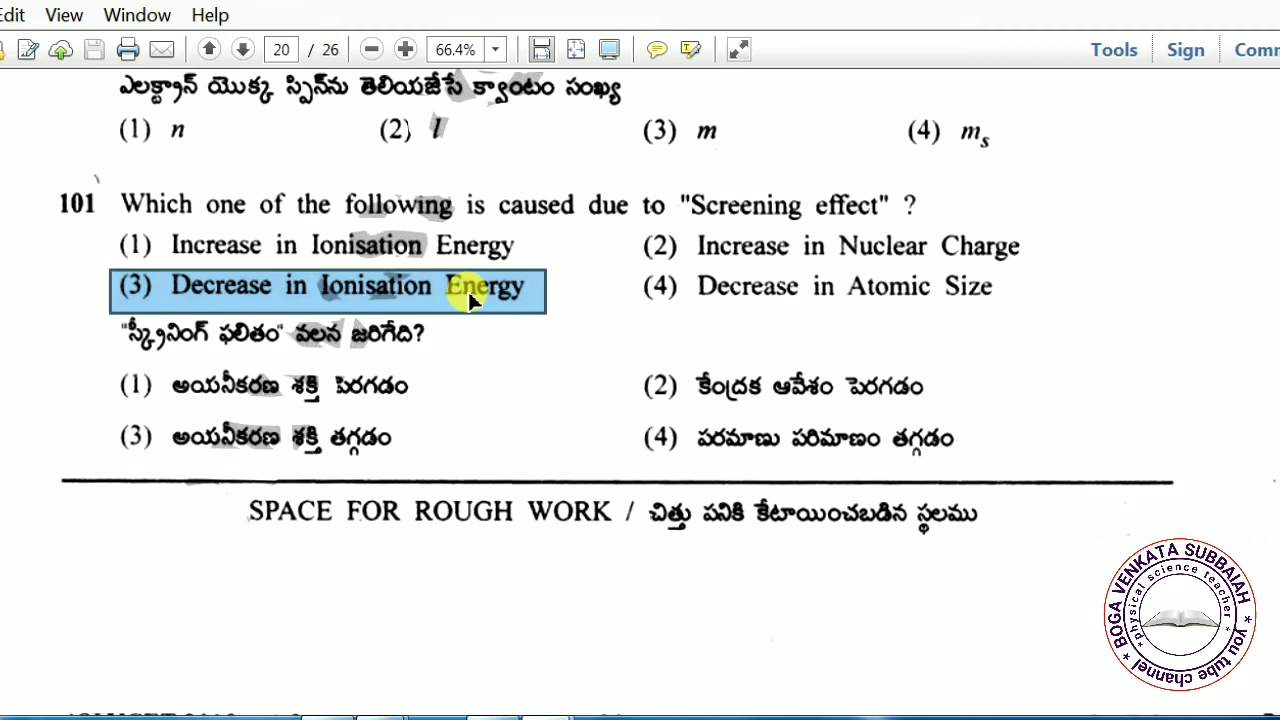 Edit View Window Help
20 / 26 66.4% Tools Sign Comm
ఎలక్ట్రాన్ యొక్క స్పిన్‌ను తెలియజేసే క్వాంటం సంఖ్య
(1) n (2) l (3) m (4) ms
101 Which one of the following is caused due to "Screening effect" ?
(1) Increase in Ionisation Energy (2) Increase in Nuclear Charge
(3) Decrease in Ionisation Energy (4) Decrease in Atomic Size
"స్క్రీనింగ్ ఫలితం" వలన జరిగేది?
(1) అయనీకరణ శక్తి పెరగడం (2) కేంద్రక ఆవేశం పెరగడం
(3) అయనీకరణ శక్తి తగ్గడం (4) పరమాణు పరిమాణం తగ్గడం
SPACE FOR ROUGH WORK / చిత్తు పనికి కేటాయించబడిన స్థలము
BOGA VENKATA SUBBAIAH
*physical science teacher*
* you tube channel *